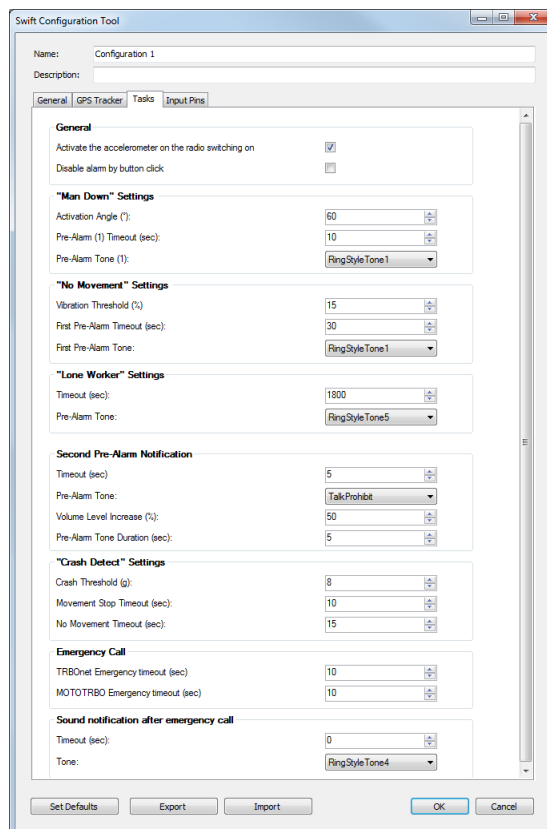 Swift Configuration Tool
Name: Configuration 1
Description:
General GPS Tracker Tasks Input Pins
General
Activate the accelerometer on the radio switching on
Disable alarm by button click
"Man Down" Settings
Activation Angle (°): 60
Pre-Alarm (1) Timeout (sec): 10
Pre-Alarm Tone (1): RingStyleTone1
"No Movement" Settings
Vibration Threshold (%) 15
First Pre-Alarm Timeout (sec): 30
First Pre-Alarm Tone: RingStyleTone1
"Lone Worker" Settings
Timeout (sec): 1800
Pre-Alarm Tone: RingStyleTone5
Second Pre-Alarm Notification
Timeout (sec) 5
Pre-Alarm Tone: TalkProhibit
Volume Level Increase (%): 50
Pre-Alarm Tone Duration (sec): 5
"Crash Detect" Settings
Crash Threshold (g): 8
Movement Stop Timeout (sec): 10
No Movement Timeout (sec): 15
Emergency Call
TRBOnet Emergency timeout (sec) 10
MOTOTRBO Emergency timeout (sec) 10
Sound notification after emergency call
Timeout (sec): 0
Tone: RingStyleTone4
Set Defaults Export Import OK Cancel